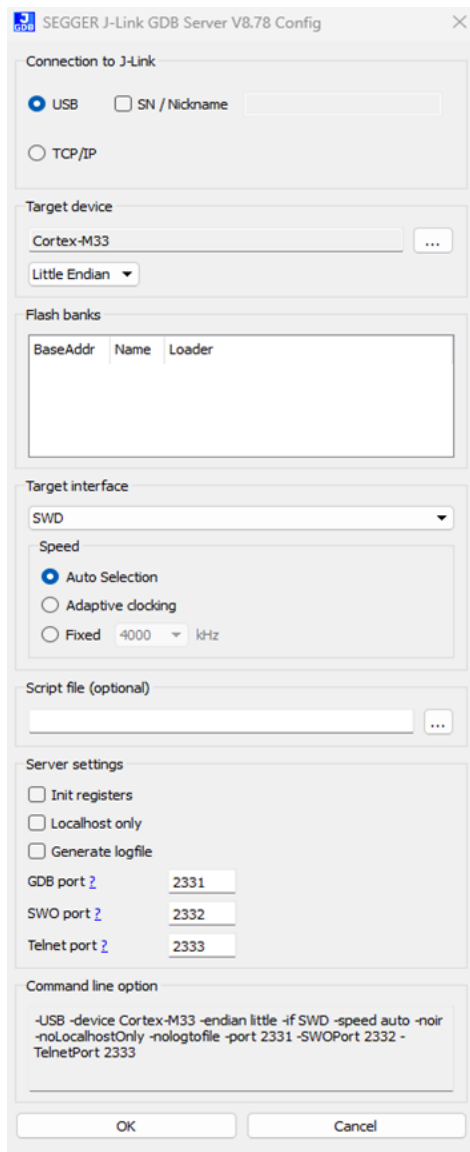 SEGGER J-Link GDB Server V8.78 Config
Connection to J-Link
USB SN / Nickname
TCP/IP
Target device
Cortex-M33
...
Little Endian
Flash banks
BaseAddr Name Loader
Target interface
SWD
Speed
Auto Selection
Adaptive clocking
Fixed 4000 kHz
Script file (optional)
...
Server settings
Init registers
Localhost only
Generate logfile
GDB port ? 2331
SWO port ? 2332
Telnet port ? 2333
Command line option
-USB -device Cortex-M33 -endian little -if SWD -speed auto -noir
-noLocalhostOnly -nologtofile -port 2331 -SWOPort 2332 -
TelnetPort 2333
OK Cancel